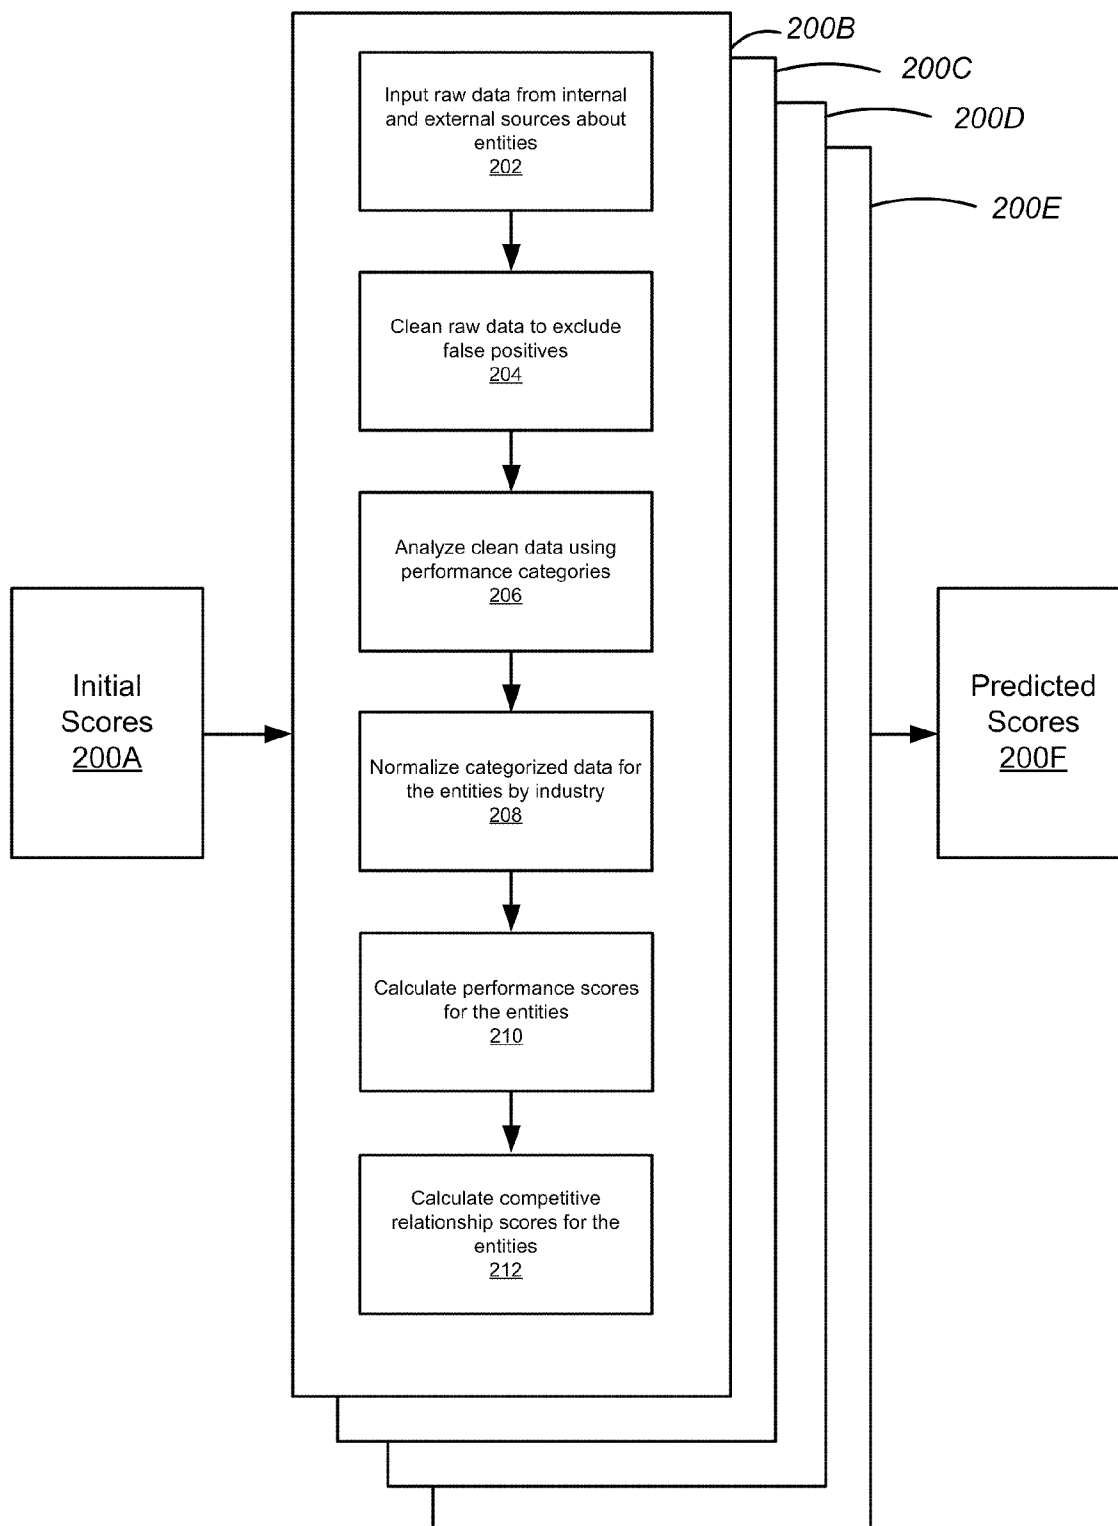 200B
200C
200D
200E
Input raw data from internal
and external sources about
entities
202
Clean raw data to exclude
false positives
204
Analyze clean data using
performance categories
206
Initial
Scores
200A
Normalize categorized data for
the entities by industry
208
Predicted
Scores
200F
Calculate performance scores
for the entities
210
Calculate competitive
relationship scores for the
entities
212